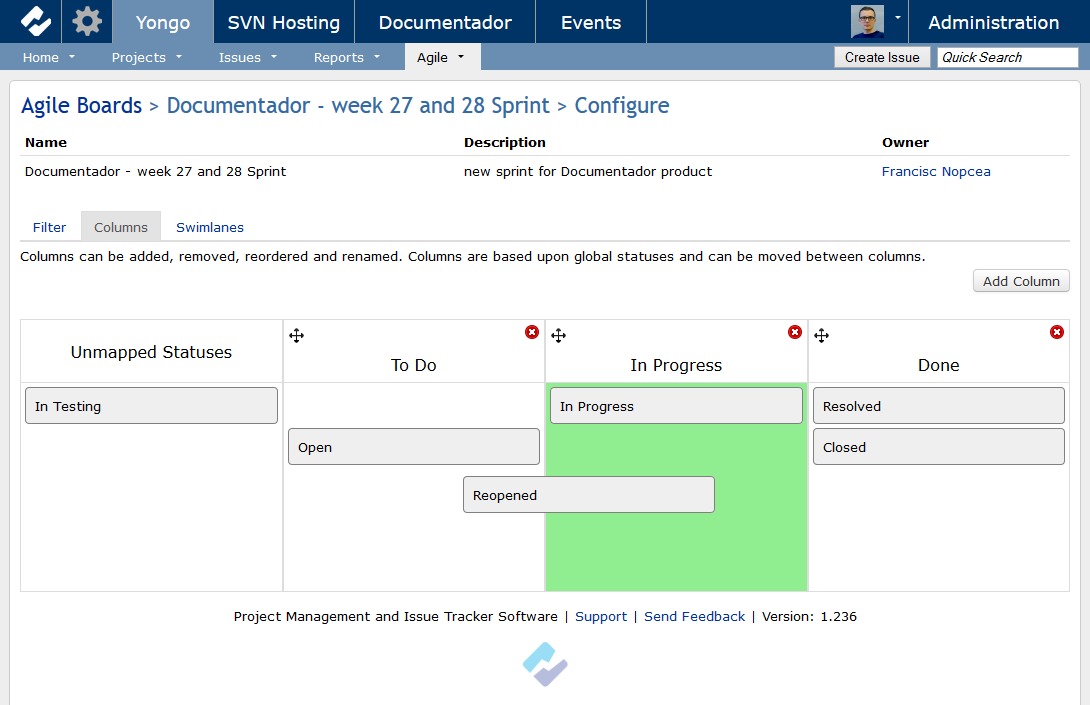 Yongo SVN Hosting Documentador Events Administration
Home Projects Issues Reports Agile Create Issue Quick Search
Agile Boards > Documentador - week 27 and 28 Sprint > Configure
Name Description Owner
Documentador - week 27 and 28 Sprint new sprint for Documentador product Francisc Nopcea
Filter Columns Swimlanes
Columns can be added, removed, reordered and renamed. Columns are based upon global statuses and can be moved between columns.
Add Column
Unmapped Statuses To Do In Progress Done
In Testing In Progress Resolved
Open Closed
Reopened
Project Management and Issue Tracker Software | Support | Send Feedback | Version: 1.236